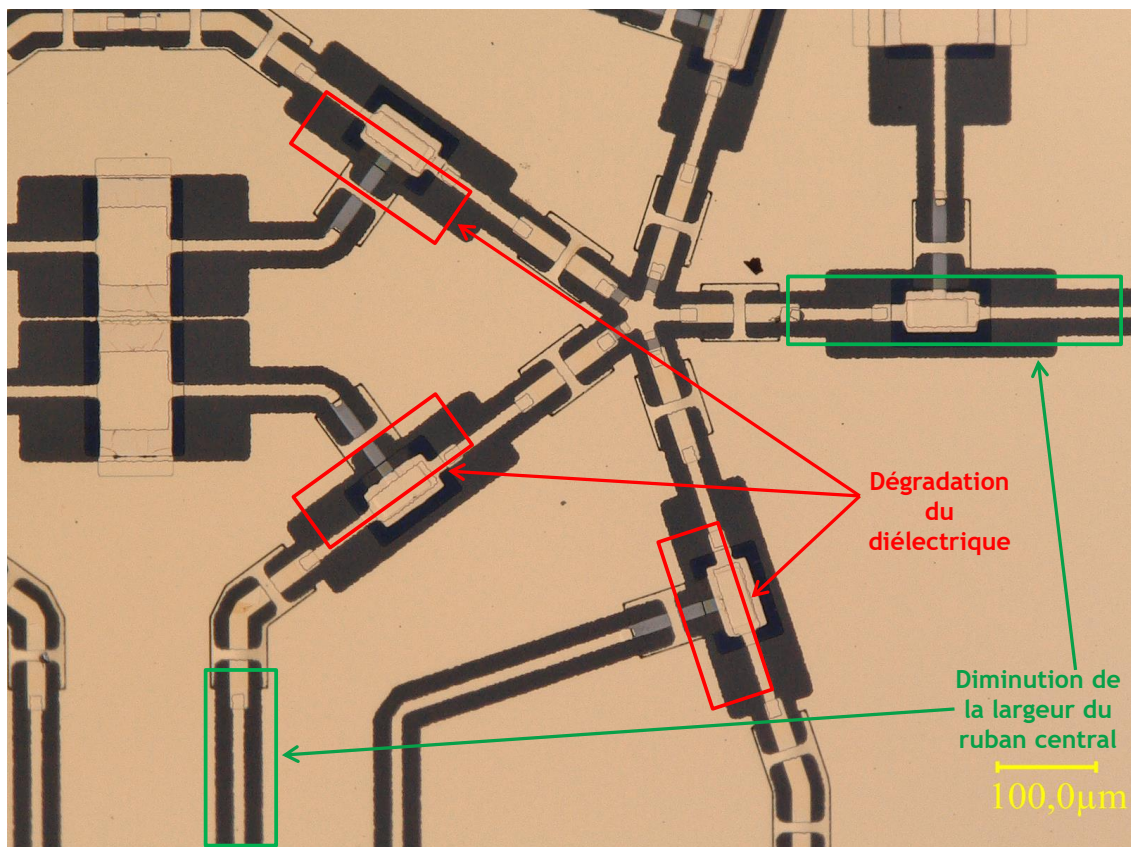 Dégradation
du
diélectrique
Diminution de
la largeur du
ruban central
100,0µm